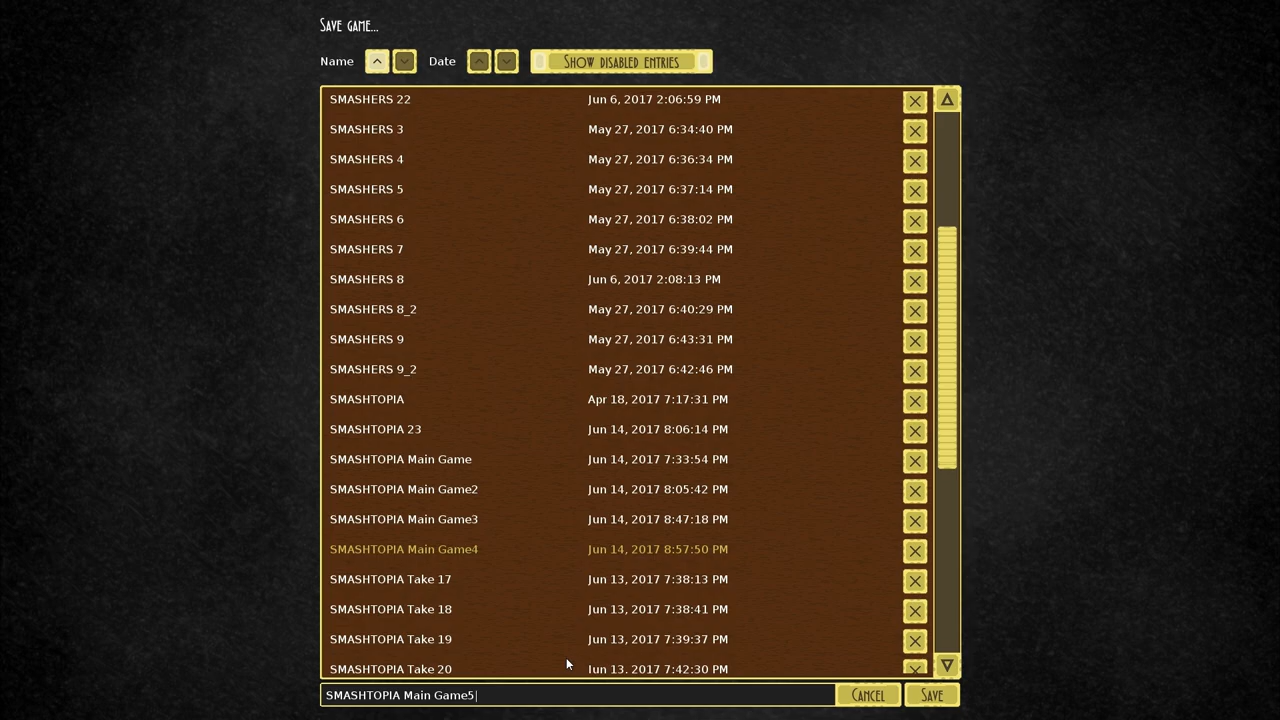 Save game...
Name Date Show disabled entries
SMASHERS 22 Jun 6, 2017 2:06:59 PM
SMASHERS 3 May 27, 2017 6:34:40 PM
SMASHERS 4 May 27, 2017 6:36:34 PM
SMASHERS 5 May 27, 2017 6:37:14 PM
SMASHERS 6 May 27, 2017 6:38:02 PM
SMASHERS 7 May 27, 2017 6:39:44 PM
SMASHERS 8 Jun 6, 2017 2:08:13 PM
SMASHERS 8_2 May 27, 2017 6:40:29 PM
SMASHERS 9 May 27, 2017 6:43:31 PM
SMASHERS 9_2 May 27, 2017 6:42:46 PM
SMASHTOPIA Apr 18, 2017 7:17:31 PM
SMASHTOPIA 23 Jun 14, 2017 8:06:14 PM
SMASHTOPIA Main Game Jun 14, 2017 7:33:54 PM
SMASHTOPIA Main Game2 Jun 14, 2017 8:05:42 PM
SMASHTOPIA Main Game3 Jun 14, 2017 8:47:18 PM
SMASHTOPIA Main Game4 Jun 14, 2017 8:57:50 PM
SMASHTOPIA Take 17 Jun 13, 2017 7:38:13 PM
SMASHTOPIA Take 18 Jun 13, 2017 7:38:41 PM
SMASHTOPIA Take 19 Jun 13, 2017 7:39:37 PM
SMASHTOPIA Take 20 Jun 13, 2017 7:42:30 PM
SMASHTOPIA Main Game5 Cancel Save